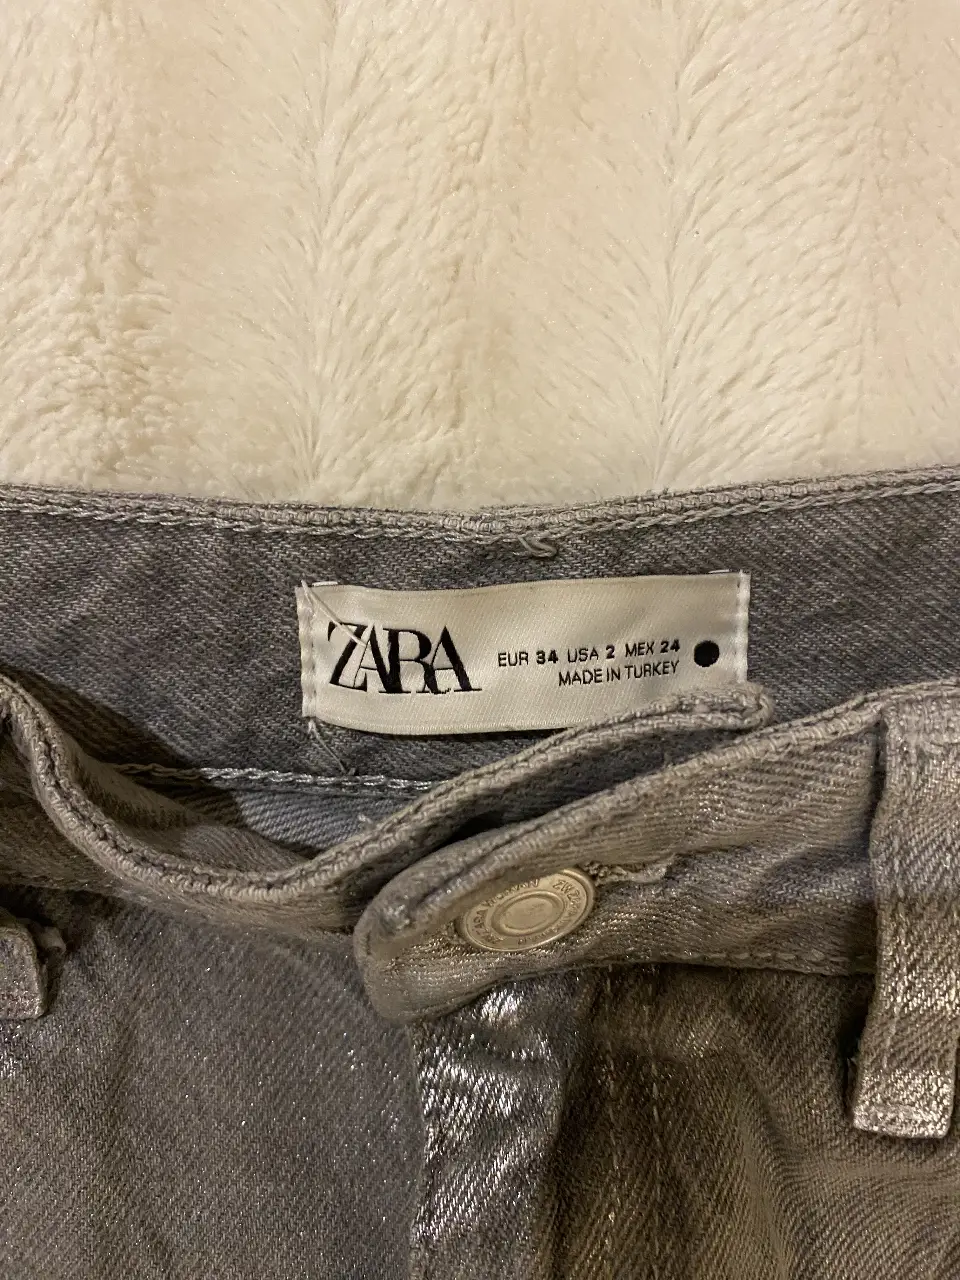 ZARA
EUR 34 USA 2 MEX 24
MADE IN TURKEY